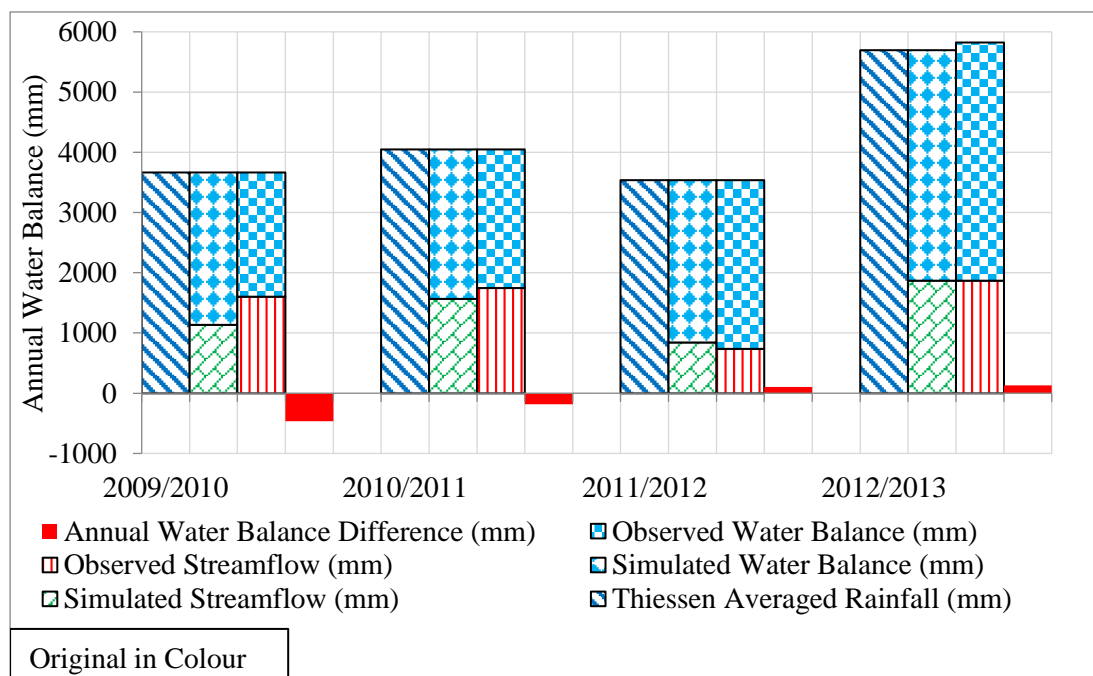 Annual Water Balance (mm)
6000
5000
4000
3000
2000
1000
0
-1000
2009/2010 2010/2011 2011/2012 2012/2013
Annual Water Balance Difference (mm) Observed Water Balance (mm)
Observed Streamflow (mm) Simulated Water Balance (mm)
Simulated Streamflow (mm) Thiessen Averaged Rainfall (mm)
Original in Colour